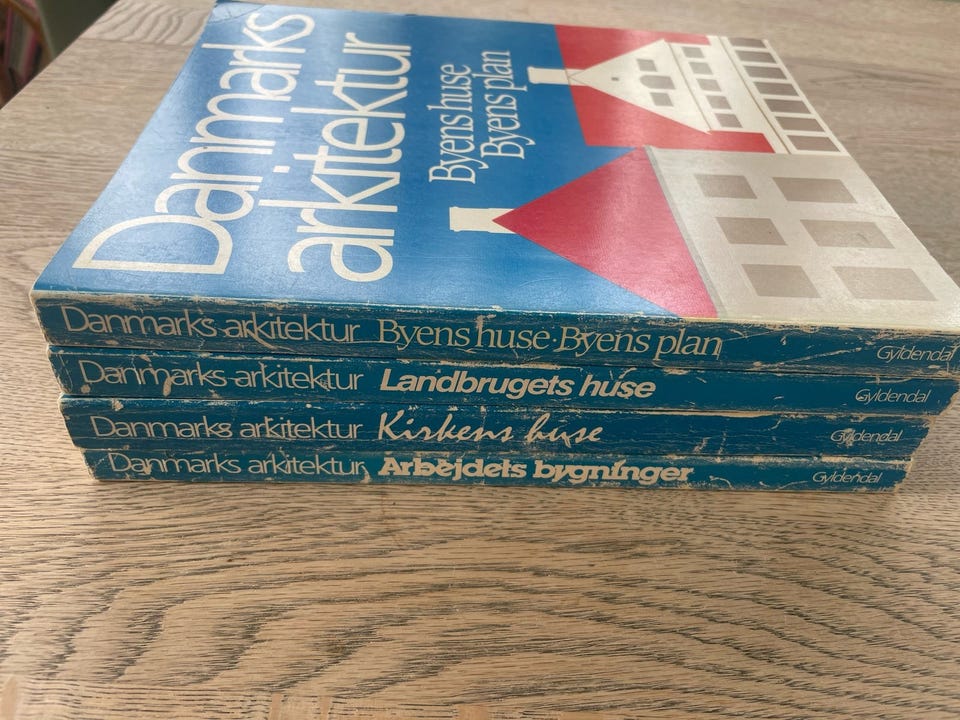 Danmarks
arkitektur
Byens huse
Byens plan
Danmarks arkitektur Byens huse · Byens plan Gyldendal
Danmarks arkitektur Landbrugets huse Gyldendal
Danmarks arkitektur Kirkens huse Gyldendal
Danmarks arkitektur Arbejdets bygninger Gyldendal